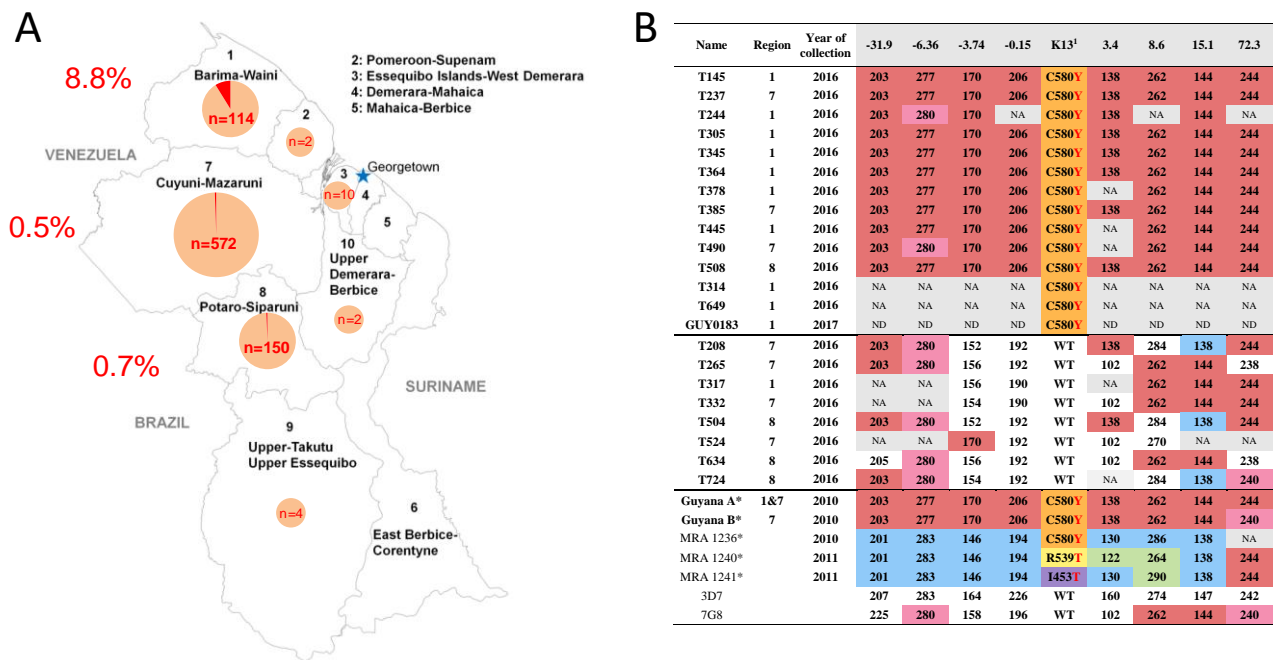 A
1
Barima-Waini
8.8%
n=114
2: Pomeroon-Supenam
3: Essequibo Islands-West Demerara
4: Demerara-Mahaica
5: Mahaica-Berbice
2
n=2
VENEZUELA
7
Cuyuni-Mazaruni
Georgetown
3
n=10
4
5
0.5%
n=572
10
Upper
Demerara-
Berbice
n=2
8
Potaro-Siparuni
n=150
0.7%
SURINAME
BRAZIL
9
Upper-Takutu
Upper Essequibo
n=4
6
East Berbice-
Corentyne
B
Name Region Year of collection -31.9 -6.36 -3.74 -0.15 K13¹ 3.4 8.6 15.1 72.3
T145 1 2016 203 277 170 206 C580Y 138 262 144 244
T237 7 2016 203 277 170 206 C580Y 138 262 144 244
T244 1 2016 203 280 170 NA C580Y 138 NA 144 NA
T305 1 2016 203 277 170 206 C580Y 138 262 144 244
T345 1 2016 203 277 170 206 C580Y 138 262 144 244
T364 1 2016 203 277 170 206 C580Y 138 262 144 244
T378 1 2016 203 277 170 206 C580Y NA 262 144 244
T385 7 2016 203 277 170 206 C580Y 138 262 144 244
T445 1 2016 203 277 170 206 C580Y NA 262 144 244
T490 7 2016 203 280 170 206 C580Y NA 262 144 244
T508 8 2016 203 277 170 206 C580Y 138 262 144 244
T314 1 2016 NA NA NA NA C580Y NA NA NA NA
T649 1 2016 NA NA NA NA C580Y NA NA NA NA
GUY0183 1 2017 ND ND ND ND C580Y ND ND ND ND
T208 7 2016 203 280 152 192 WT 138 284 138 244
T265 7 2016 203 280 156 192 WT 102 262 144 238
T317 1 2016 NA NA 156 190 WT NA 262 144 244
T332 7 2016 NA NA 154 190 WT 102 262 144 244
T504 8 2016 203 280 152 192 WT 138 284 138 244
T524 7 2016 NA NA 170 192 WT 102 270 NA NA
T634 8 2016 205 280 156 192 WT 102 262 144 238
T724 8 2016 203 280 154 192 WT NA 284 138 240
Guyana A* 1&7 2010 203 277 170 206 C580Y 138 262 144 244
Guyana B* 7 2010 203 277 170 206 C580Y 138 262 144 240
MRA 1236* 2010 201 283 146 194 C580Y 130 286 138 NA
MRA 1240* 2011 201 283 146 194 R539T 122 264 138 244
MRA 1241* 2011 201 283 146 194 I453T 130 290 138 244
3D7 207 283 164 226 WT 160 274 147 242
7G8 225 280 158 196 WT 102 262 144 240